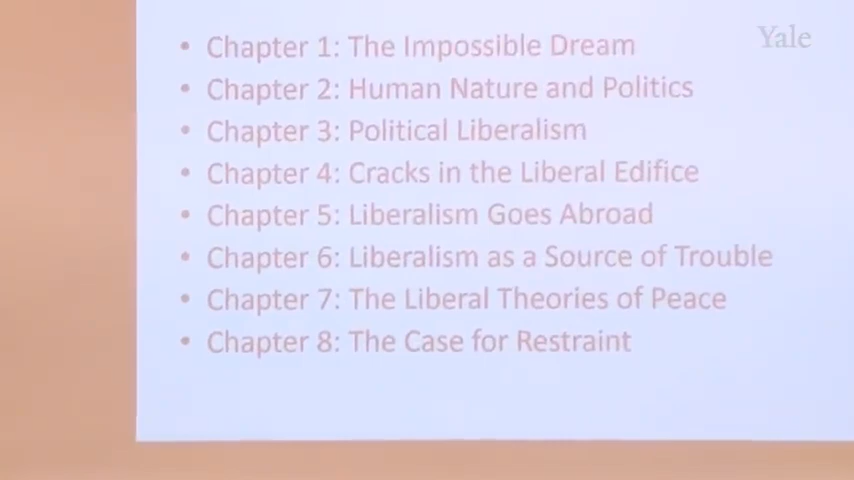 Yale
• Chapter 1: The Impossible Dream
• Chapter 2: Human Nature and Politics
• Chapter 3: Political Liberalism
• Chapter 4: Cracks in the Liberal Edifice
• Chapter 5: Liberalism Goes Abroad
• Chapter 6: Liberalism as a Source of Trouble
• Chapter 7: The Liberal Theories of Peace
• Chapter 8: The Case for Restraint